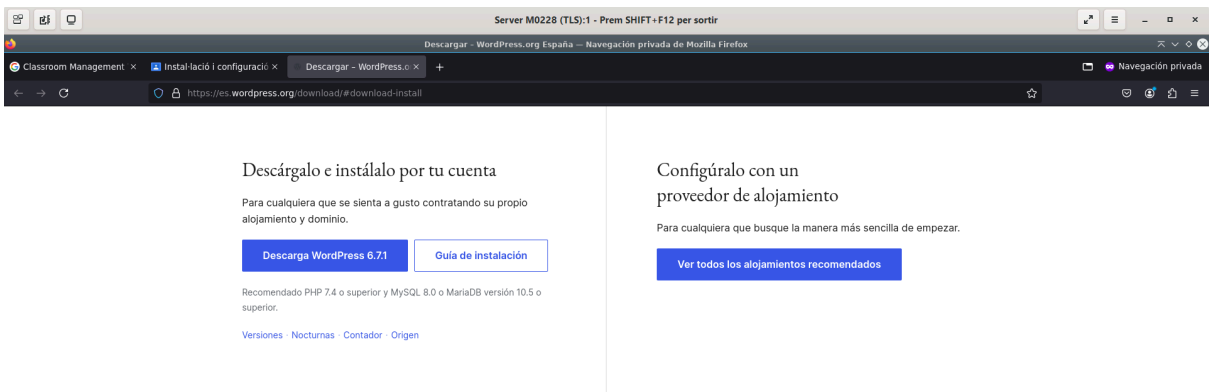 Server M0228 (TLS):1 - Prem SHIFT+F12 per sortir
Descargar - WordPress.org España — Navegación privada de Mozilla Firefox
Classroom Management
Instal·lació i configuració
Descargar – WordPress.o
Navegación privada
https://es.wordpress.org/download/#download-install
Descárgalo e instálalo por tu cuenta
Para cualquiera que se sienta a gusto contratando su propio
alojamiento y dominio.
Descarga WordPress 6.7.1
Guía de instalación
Recomendado PHP 7.4 o superior y MySQL 8.0 o MariaDB versión 10.5 o
superior.
Versiones · Nocturnas · Contador · Origen
Configúralo con un
proveedor de alojamiento
Para cualquiera que busque la manera más sencilla de empezar.
Ver todos los alojamientos recomendados